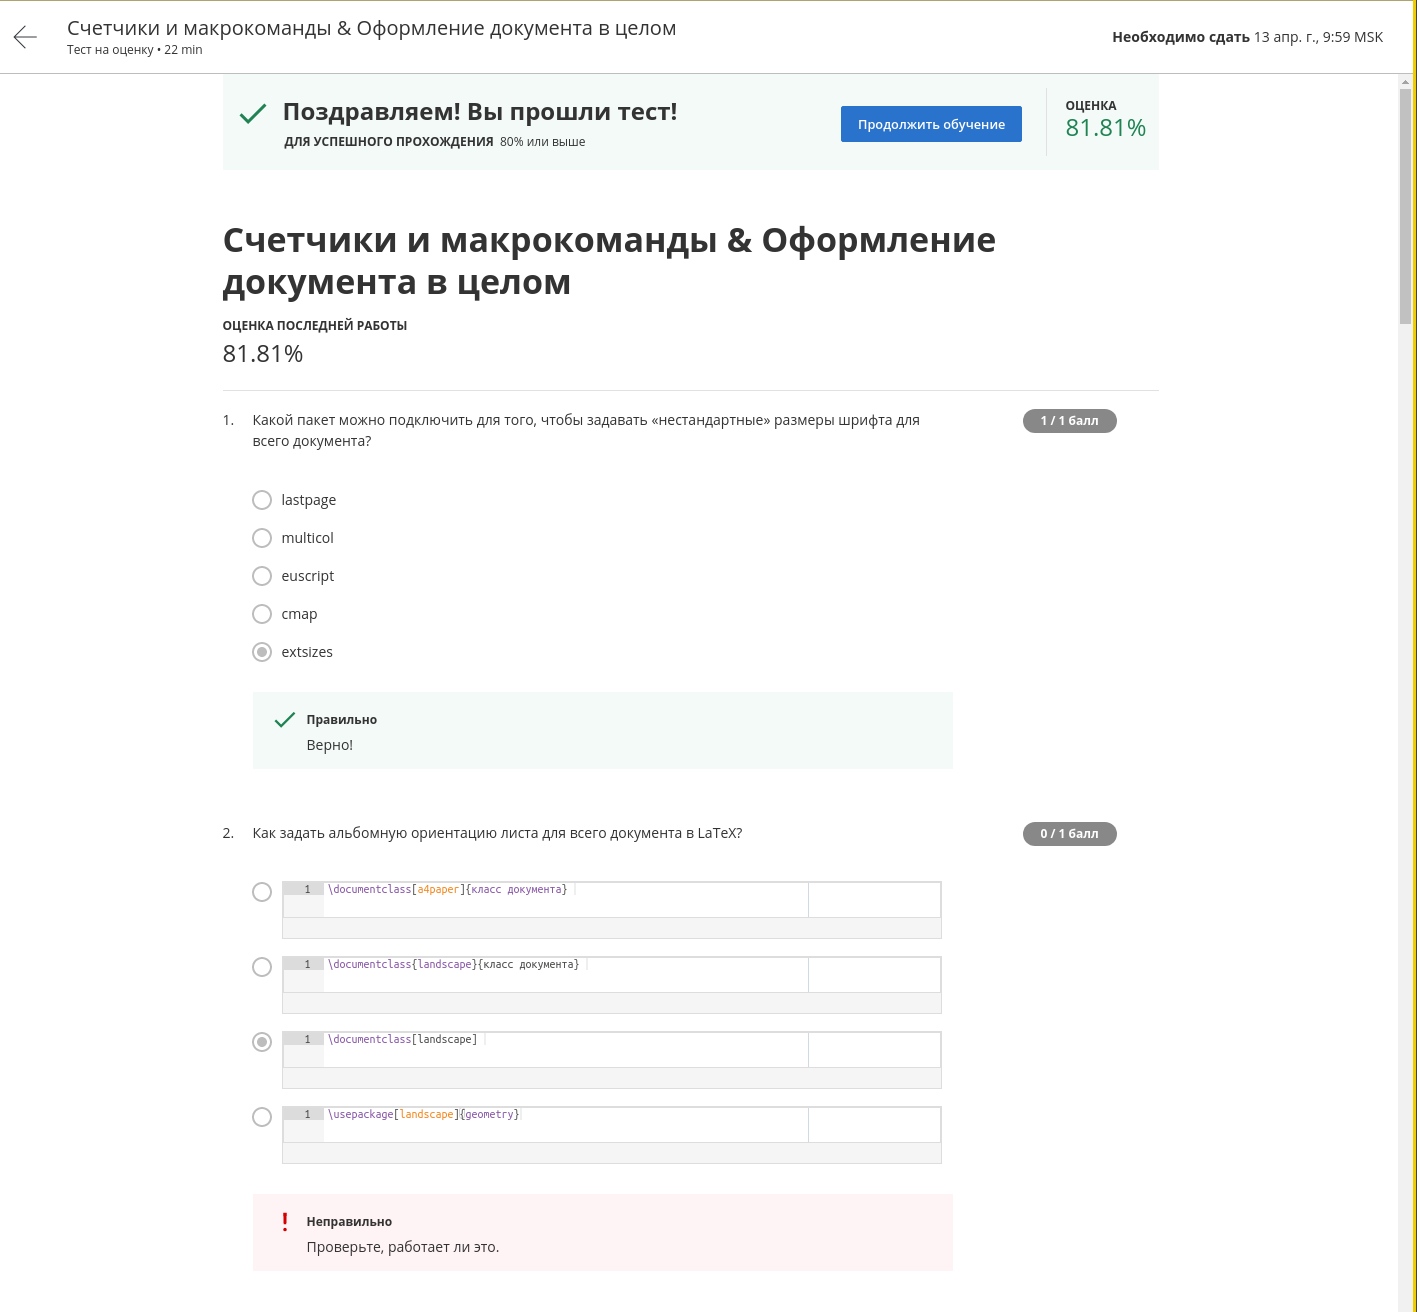 Счетчики и макрокоманды & Оформление документа в целом
Тест на оценку • 22 min
Необходимо сдать 13 апр. г., 9:59 MSK
Поздравляем! Вы прошли тест!
ДЛЯ УСПЕШНОГО ПРОХОЖДЕНИЯ 80% или выше
Продолжить обучение
ОЦЕНКА
81.81%
Счетчики и макрокоманды & Оформление
документа в целом
ОЦЕНКА ПОСЛЕДНЕЙ РАБОТЫ
81.81%
1. Какой пакет можно подключить для того, чтобы задавать «нестандартные» размеры шрифта для
всего документа?
1 / 1 балл
lastpage
multicol
euscript
cmap
extsizes
Правильно
Верно!
2. Как задать альбомную ориентацию листа для всего документа в LaTeX?
0 / 1 балл
1 \documentclass[a4paper]{класс документа}
1 \documentclass{landscape}{класс документа}
1 \documentclass[landscape]
1 \usepackage[landscape]{geometry}
Неправильно
Проверьте, работает ли это.